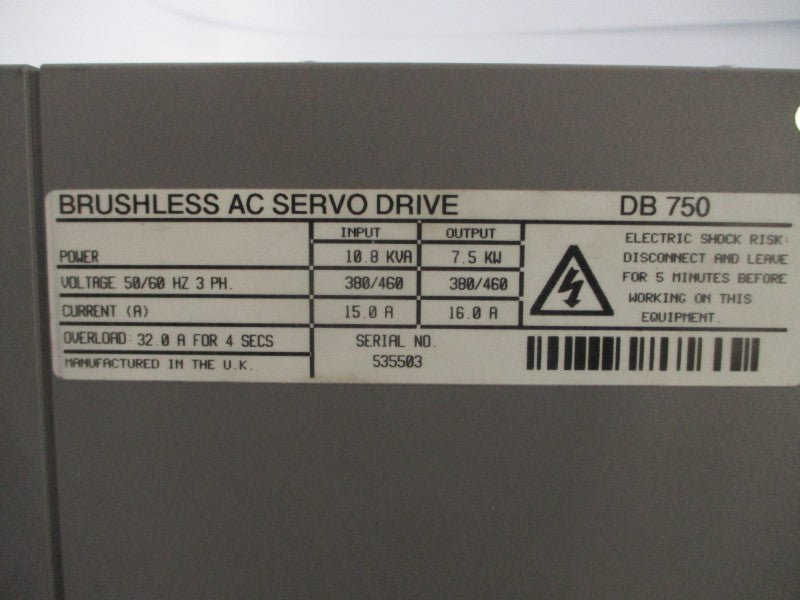 BRUSHLESS AC SERVO DRIVE DB 750
INPUT OUTPUT
POWER 10.8 KVA 7.5 KW
VOLTAGE 50/60 HZ 3 PH. 380/460 380/460
CURRENT (A) 15.0 A 16.0 A
OVERLOAD: 32.0 A FOR 4 SECS
MANUFACTURED IN THE U.K.
SERIAL NO.
535503
ELECTRIC SHOCK RISK:
DISCONNECT AND LEAVE
FOR 5 MINUTES BEFORE
WORKING ON THIS
EQUIPMENT.